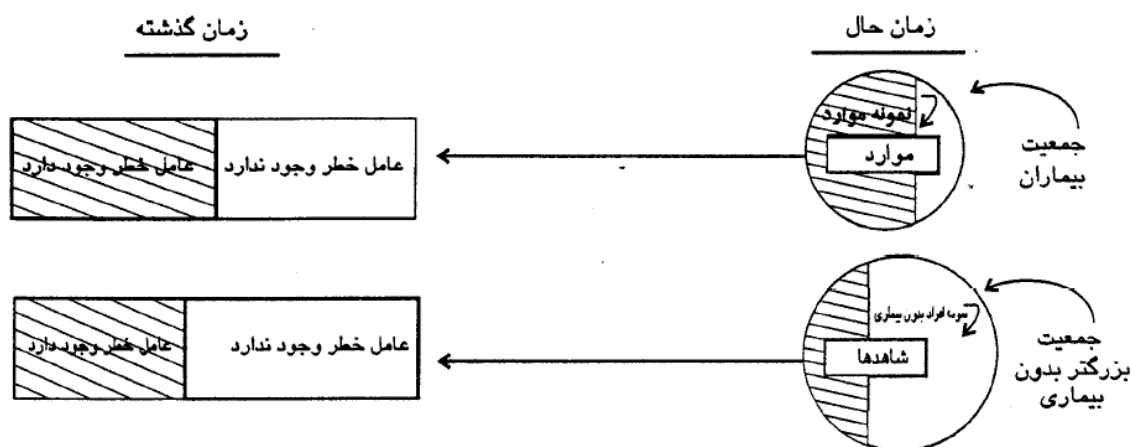 زمان حال
زمان گذشته
نمونه موارد
موارد
جمعیت
بیماران
عامل خطر وجود ندارد
عامل خطر وجود دارد
نمونه افراد بدون بیماری
شاهدها
جمعیت
بزرگتر بدون
بیماری
عامل خطر وجود ندارد
عامل خطر وجود دارد